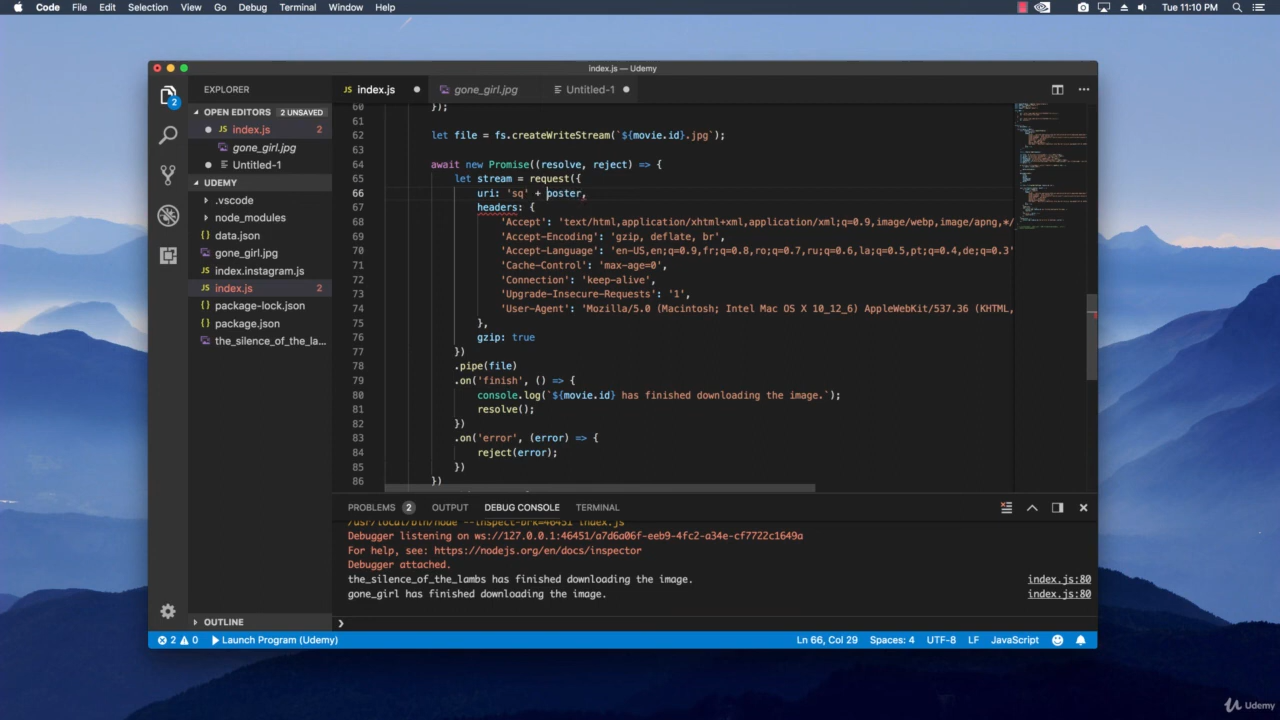 Code File Edit Selection View Go Debug Terminal Window Help
Tue 11:10 PM
index.js — Udemy
EXPLORER
index.js
gone_girl.jpg
Untitled-1
OPEN EDITORS 2 UNSAVED
index.js 2
gone_girl.jpg
Untitled-1
UDEMY
.vscode
node_modules
data.json
gone_girl.jpg
index.instagram.js
index.js 2
package-lock.json
package.json
the_silence_of_the_la...
OUTLINE
60 });
61
62 let file = fs.createWriteStream(`${movie.id}.jpg`);
63
64 await new Promise((resolve, reject) => {
65 let stream = request({
66 uri: 'sq' + poster,
67 headers: {
68 'Accept': 'text/html,application/xhtml+xml,application/xml;q=0.9,image/webp,image/apng,*/
69 'Accept-Encoding': 'gzip, deflate, br',
70 'Accept-Language': 'en-US,en;q=0.9,fr;q=0.8,ro;q=0.7,ru;q=0.6,la;q=0.5,pt;q=0.4,de;q=0.3'
71 'Cache-Control': 'max-age=0',
72 'Connection': 'keep-alive',
73 'Upgrade-Insecure-Requests': '1',
74 'User-Agent': 'Mozilla/5.0 (Macintosh; Intel Mac OS X 10_12_6) AppleWebKit/537.36 (KHTML,
75 },
76 gzip: true
77 })
78 .pipe(file)
79 .on('finish', () => {
80 console.log(`${movie.id} has finished downloading the image.`);
81 resolve();
82 })
83 .on('error', (error) => {
84 reject(error);
85 })
86 })
PROBLEMS 2 OUTPUT DEBUG CONSOLE TERMINAL
/usr/local/bin/node --inspect-brk=46451 index.js
Debugger listening on ws://127.0.0.1:46451/a7d6a06f-eeb9-4fc2-a34e-cf7722c1649a
For help, see: https://nodejs.org/en/docs/inspector
Debugger attached.
the_silence_of_the_lambs has finished downloading the image. index.js:80
gone_girl has finished downloading the image. index.js:80
2 0 Launch Program (Udemy) Ln 66, Col 29 Spaces: 4 UTF-8 LF JavaScript
Udemy